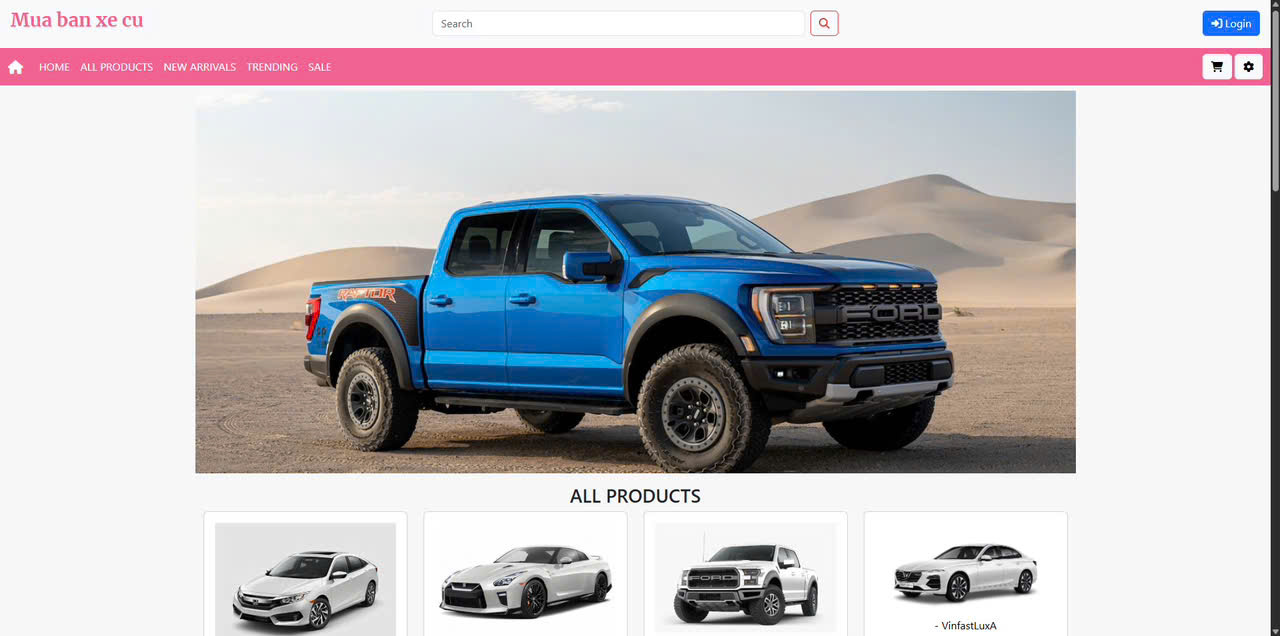 Mua ban xe cu
Search
Login
HOME
ALL PRODUCTS
NEW ARRIVALS
TRENDING
SALE
RAPTOR
FORD
ALL PRODUCTS
FORD
- VinfastLuxA